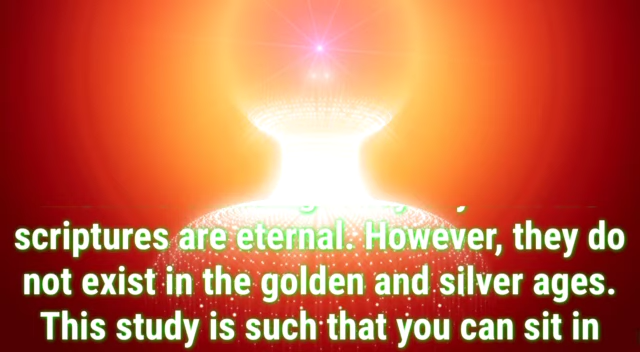 scriptures are eternal. However, they do
not exist in the golden and silver ages.
This study is such that you can sit in